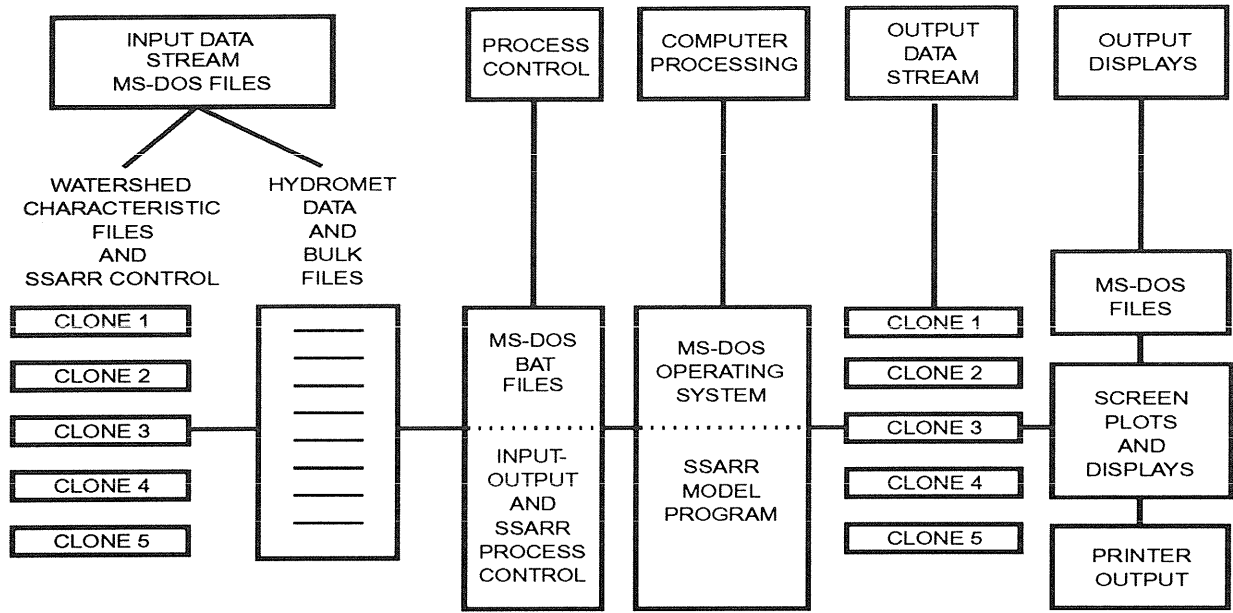 INPUT DATA
STREAM
MS-DOS FILES
PROCESS
CONTROL
COMPUTER
PROCESSING
OUTPUT
DATA
STREAM
OUTPUT
DISPLAYS
WATERSHED
CHARACTERISTIC
FILES
AND
SSARR CONTROL
HYDROMET
DATA
AND
BULK
FILES
CLONE 1
CLONE 2
CLONE 3
CLONE 4
CLONE 5
MS-DOS
BAT
FILES
INPUT-
OUTPUT
AND
SSARR
PROCESS
CONTROL
MS-DOS
OPERATING
SYSTEM
SSARR
MODEL
PROGRAM
CLONE 1
CLONE 2
CLONE 3
CLONE 4
CLONE 5
MS-DOS
FILES
SCREEN
PLOTS
AND
DISPLAYS
PRINTER
OUTPUT